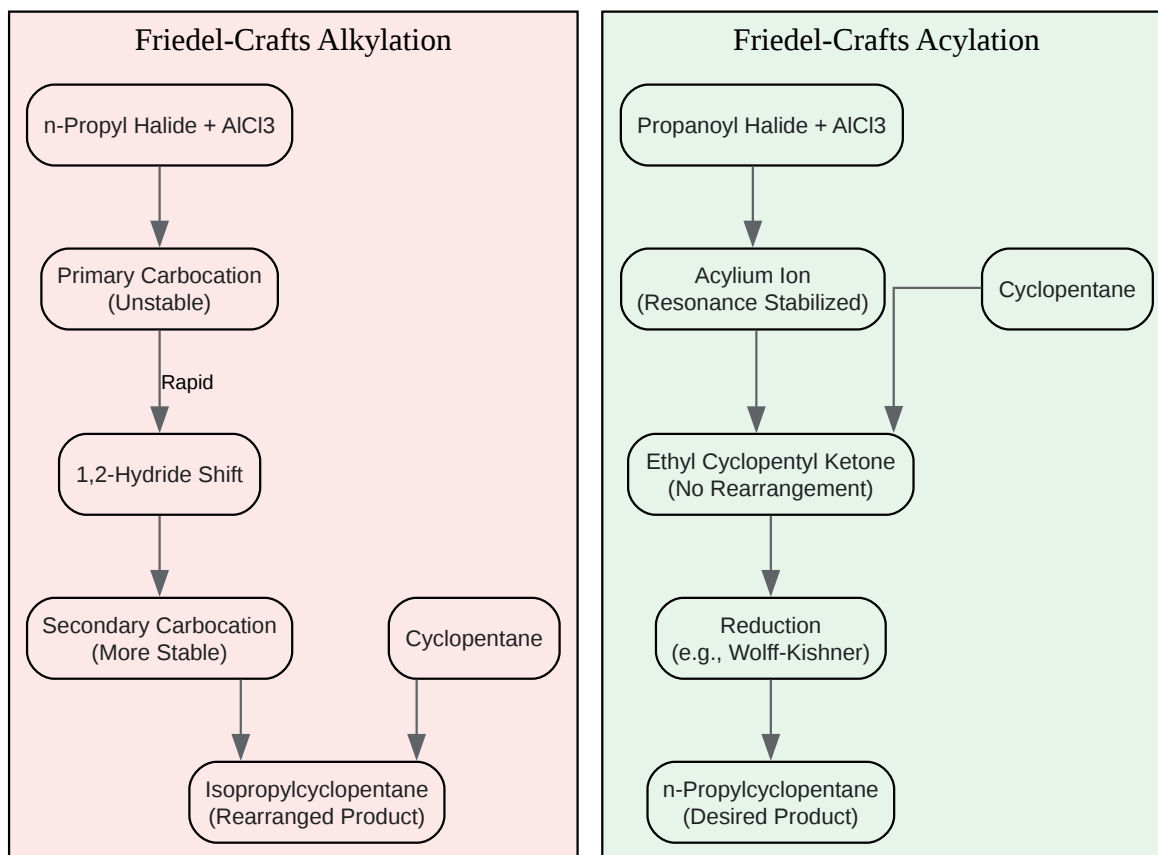 Friedel-Crafts Alkylation
n-Propyl Halide + AlCl3
Primary Carbocation
(Unstable)
Rapid
1,2-Hydride Shift
Secondary Carbocation
(More Stable)
Cyclopentane
Isopropylcyclopentane
(Rearranged Product)
Friedel-Crafts Acylation
Propanoyl Halide + AlCl3
Acylium Ion
(Resonance Stabilized)
Cyclopentane
Ethyl Cyclopentyl Ketone
(No Rearrangement)
Reduction
(e.g., Wolff-Kishner)
n-Propylcyclopentane
(Desired Product)